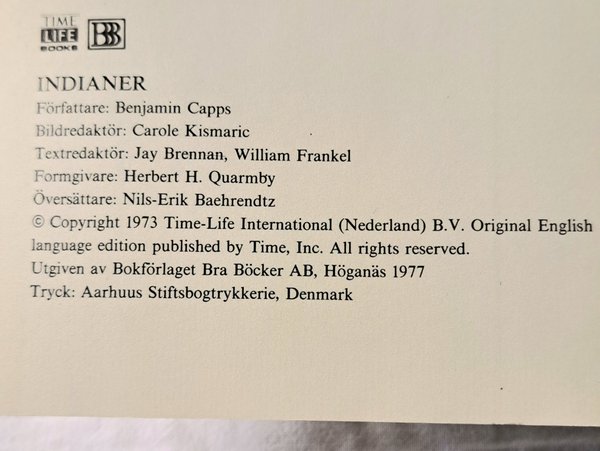 TIME
LIFE
BOOKS
BBB
INDIANER
Författare: Benjamin Capps
Bildredaktör: Carole Kismaric
Textredaktör: Jay Brennan, William Frankel
Formgivare: Herbert H. Quarmby
Översättare: Nils-Erik Baehrendtz
© Copyright 1973 Time-Life International (Nederland) B.V. Original English
language edition published by Time, Inc. All rights reserved.
Utgiven av Bokförlaget Bra Böcker AB, Höganäs 1977
Tryck: Aarhuus Stiftsbogtrykkerie, Denmark